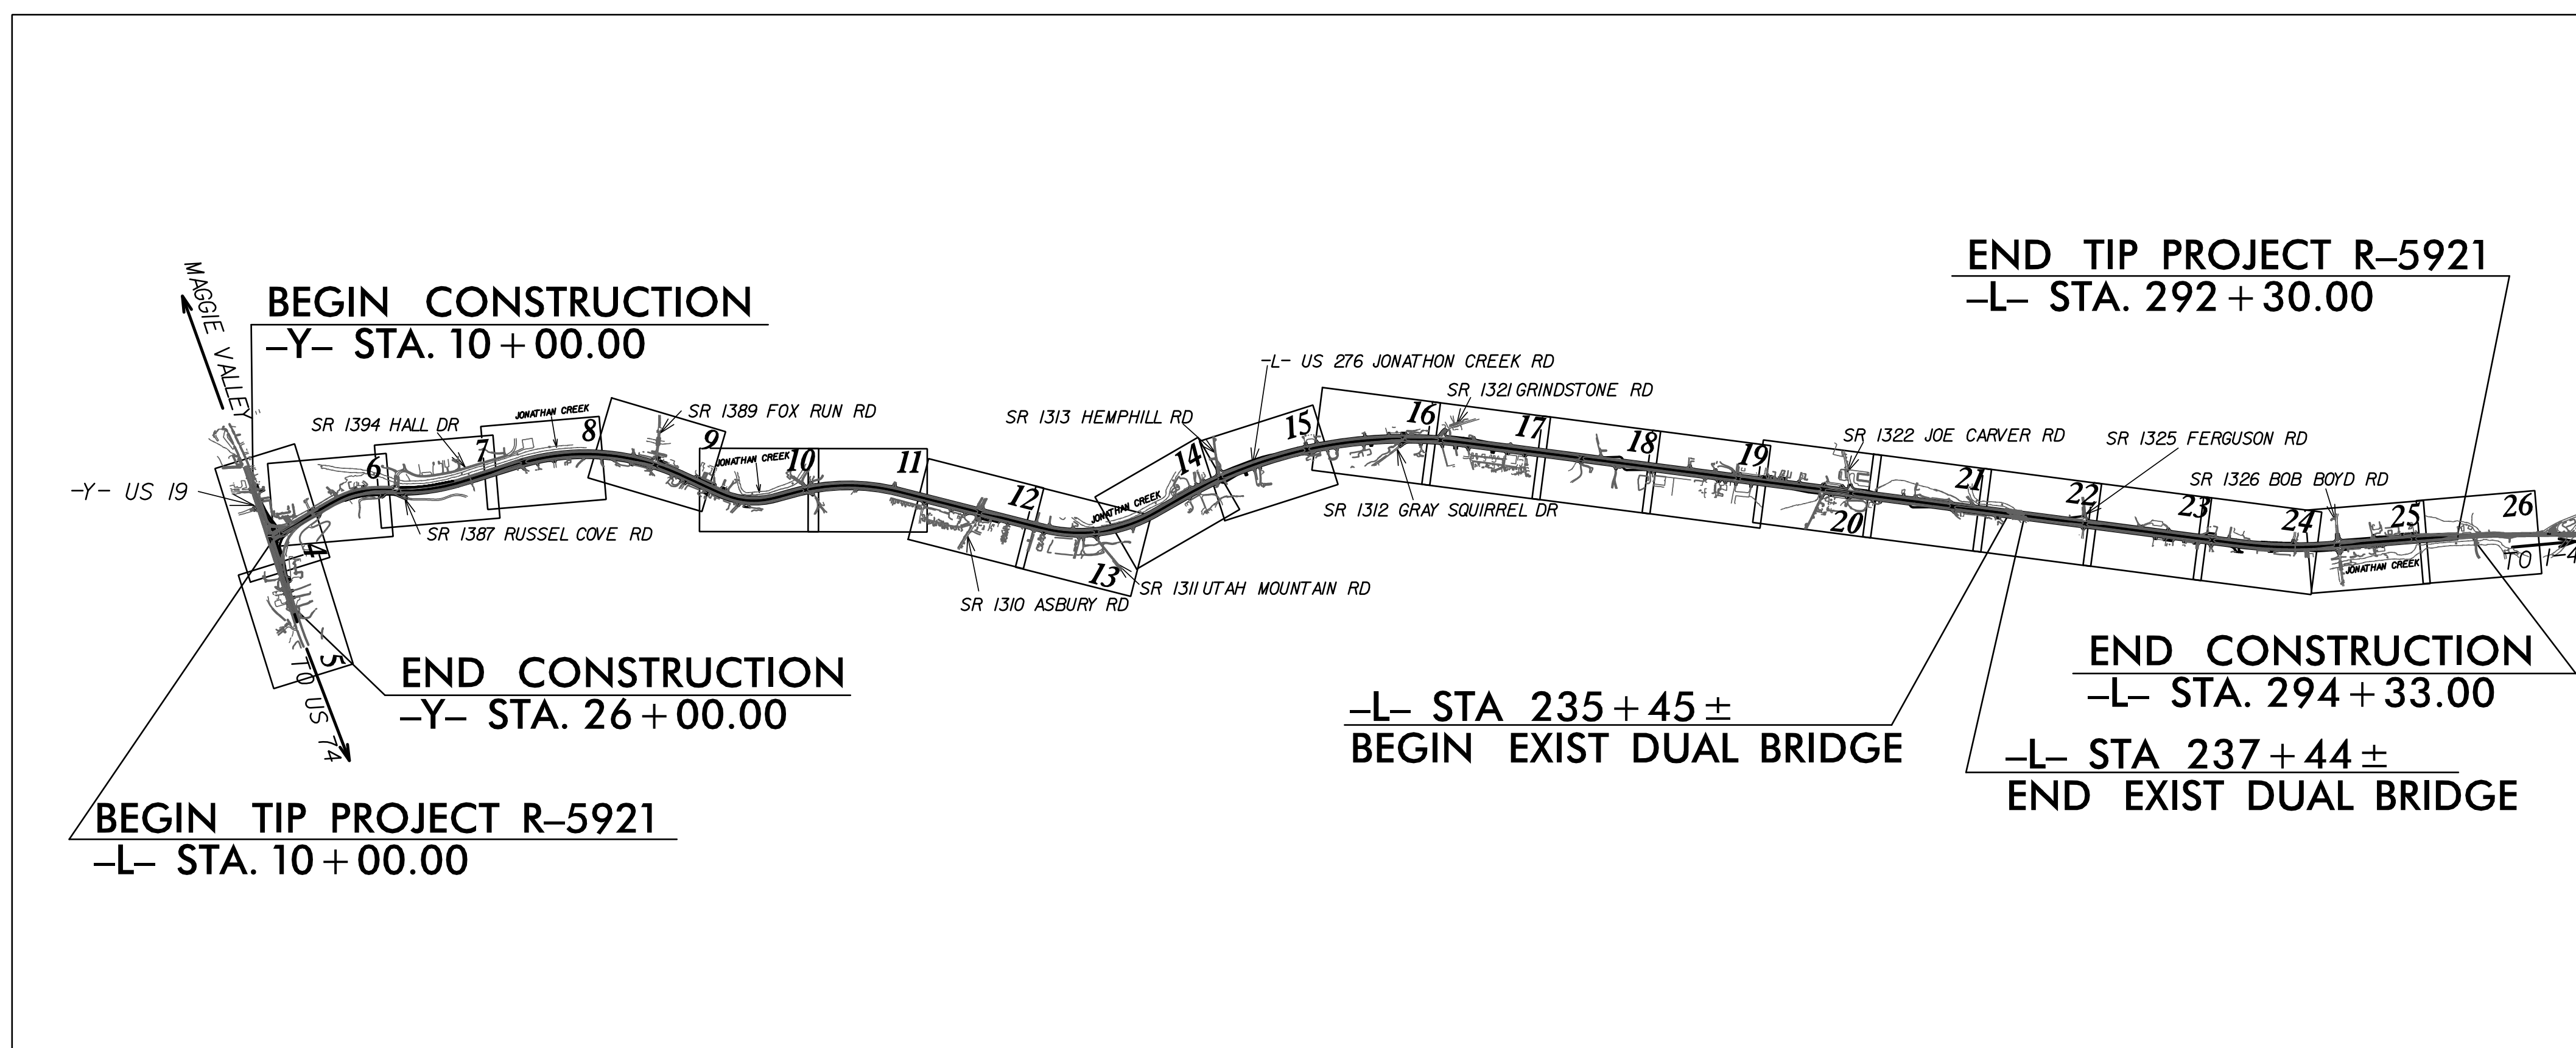 END TIP PROJECT R–5921
–L– STA. 292+30.00
MAGGIE VALLEY
BEGIN CONSTRUCTION
–Y– STA. 10+00.00
-L- US 276 JONATHON CREEK RD
SR 1321 GRINDSTONE RD
SR 1394 HALL DR
JONATHAN CREEK
SR 1389 FOX RUN RD
SR 1313 HEMPHILL RD
SR 1322 JOE CARVER RD
SR 1325 FERGUSON RD
SR 1326 BOB BOYD RD
4
5
6
7
8
9
10
11
12
13
14
15
16
17
18
19
20
21
22
23
24
25
26
JONATHAN CREEK
JONATHAN CREEK
JONATHAN CREEK
-Y- US 19
SR 1387 RUSSEL COVE RD
SR 1312 GRAY SQUIRREL DR
SR 1311 UTAH MOUNTAIN RD
SR 1310 ASBURY RD
TO I-4
TO US 74
END CONSTRUCTION
–Y– STA. 26+00.00
END CONSTRUCTION
–L– STA. 294+33.00
–L– STA 235+45±
BEGIN EXIST DUAL BRIDGE
–L– STA 237+44±
END EXIST DUAL BRIDGE
BEGIN TIP PROJECT R–5921
–L– STA. 10+00.00